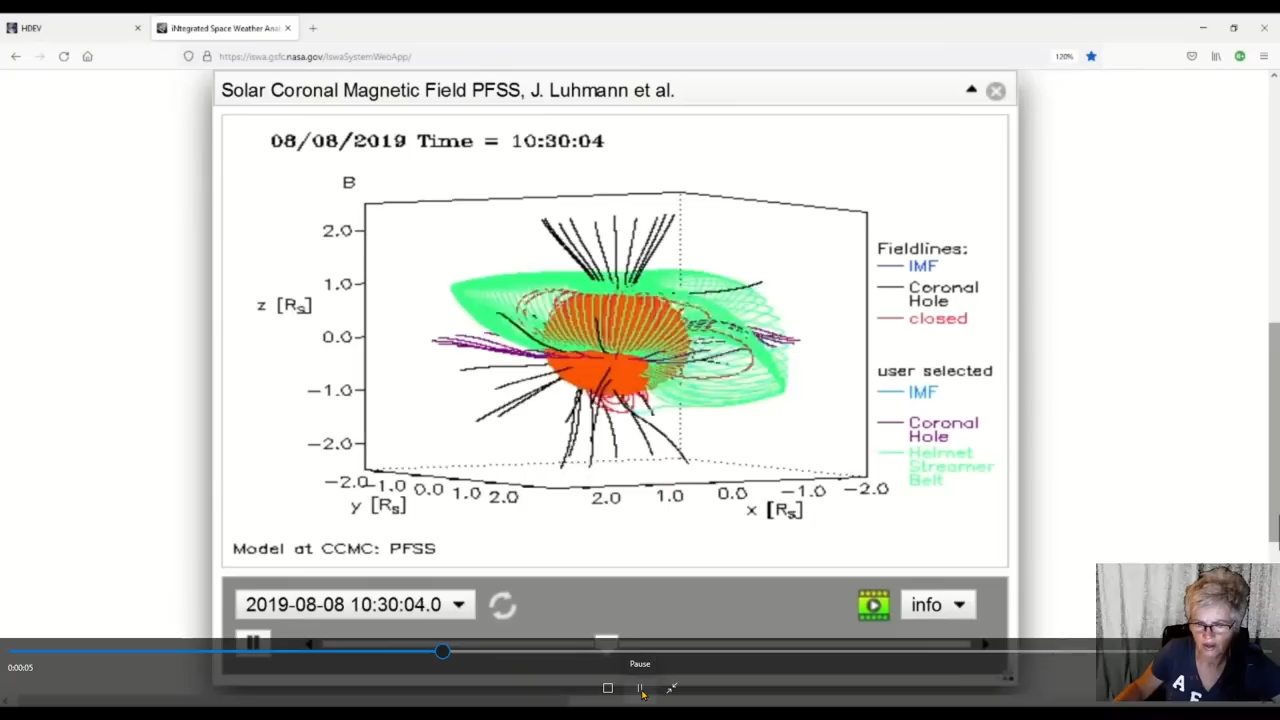 HDEV
iNtegrated Space Weather Anal
https://iswa.gsfc.nasa.gov/IswaSystemWebApp/
120%
Solar Coronal Magnetic Field PFSS, J. Luhmann et al.
08/08/2019 Time = 10:30:04
B
2.0
1.0
z [Rs]
0.0
-1.0
-2.0
-2.0 -1.0 0.0 1.0 2.0
y [Rs]
2.0 1.0 0.0 -1.0 -2.0
x [Rs]
Fieldlines:
IMF
Coronal
Hole
closed
user selected
IMF
Coronal
Hole
Helmet
Streamer
Belt
Model at CCMC: PFSS
2019-08-08 10:30:04.0
info
0:00:05
Pause